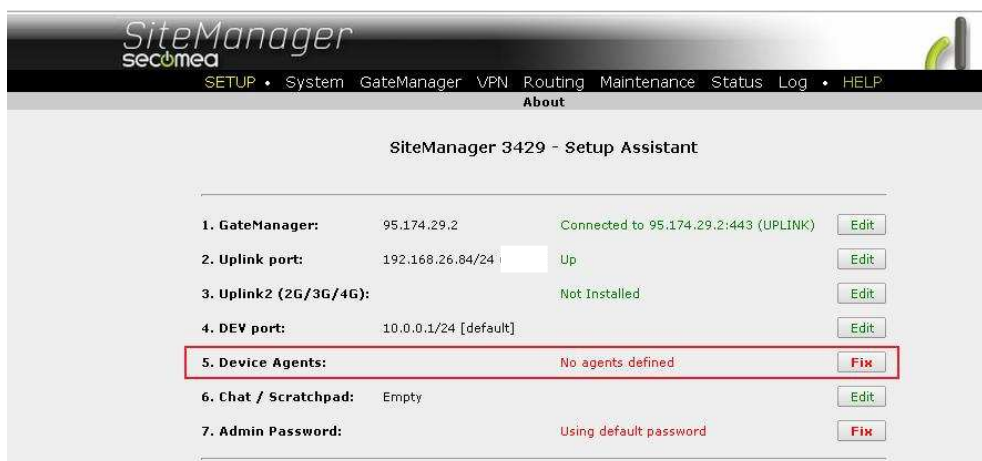 SiteManager
secomea
SETUP • System GateManager VPN Routing Maintenance Status Log • HELP
About
SiteManager 3429 - Setup Assistant
1. GateManager: 95.174.29.2 Connected to 95.174.29.2:443 (UPLINK) Edit
2. Uplink port: 192.168.26.84/24 Up Edit
3. Uplink2 (2G/3G/4G): Not Installed Edit
4. DEV port: 10.0.0.1/24 [default] Edit
5. Device Agents: No agents defined Fix
6. Chat / Scratchpad: Empty Edit
7. Admin Password: Using default password Fix